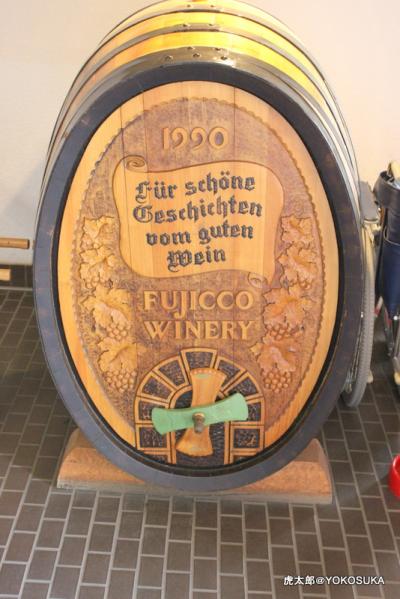 1990
Für schöne
Geschichten
vom guten
Wein
FUJICCO
WINERY
虎太郎@YOKOSUKA